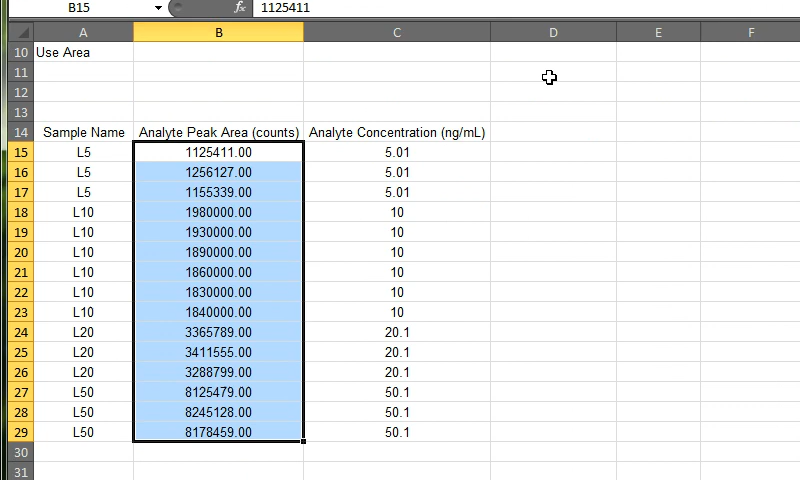 B15 fx 1125411
A B C D E F
10 Use Area
11
12
13
14 Sample Name Analyte Peak Area (counts) Analyte Concentration (ng/mL)
15 L5 1125411.00 5.01
16 L5 1256127.00 5.01
17 L5 1155339.00 5.01
18 L10 1980000.00 10
19 L10 1930000.00 10
20 L10 1890000.00 10
21 L10 1860000.00 10
22 L10 1830000.00 10
23 L10 1840000.00 10
24 L20 3365789.00 20.1
25 L20 3411555.00 20.1
26 L20 3288799.00 20.1
27 L50 8125479.00 50.1
28 L50 8245128.00 50.1
29 L50 8178459.00 50.1
30
31